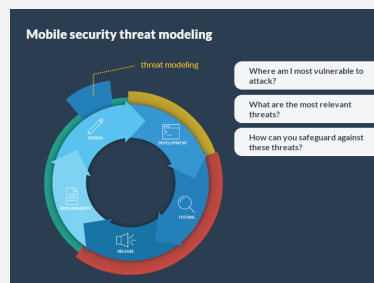 Mobile security threat modeling
threat modeling
Where am I most vulnerable to
attack?
What are the most relevant
threats?
How can you safeguard against
these threats?
DESIGN
DEVELOPMENT
TESTING
RELEASE
REQUIREMENTS